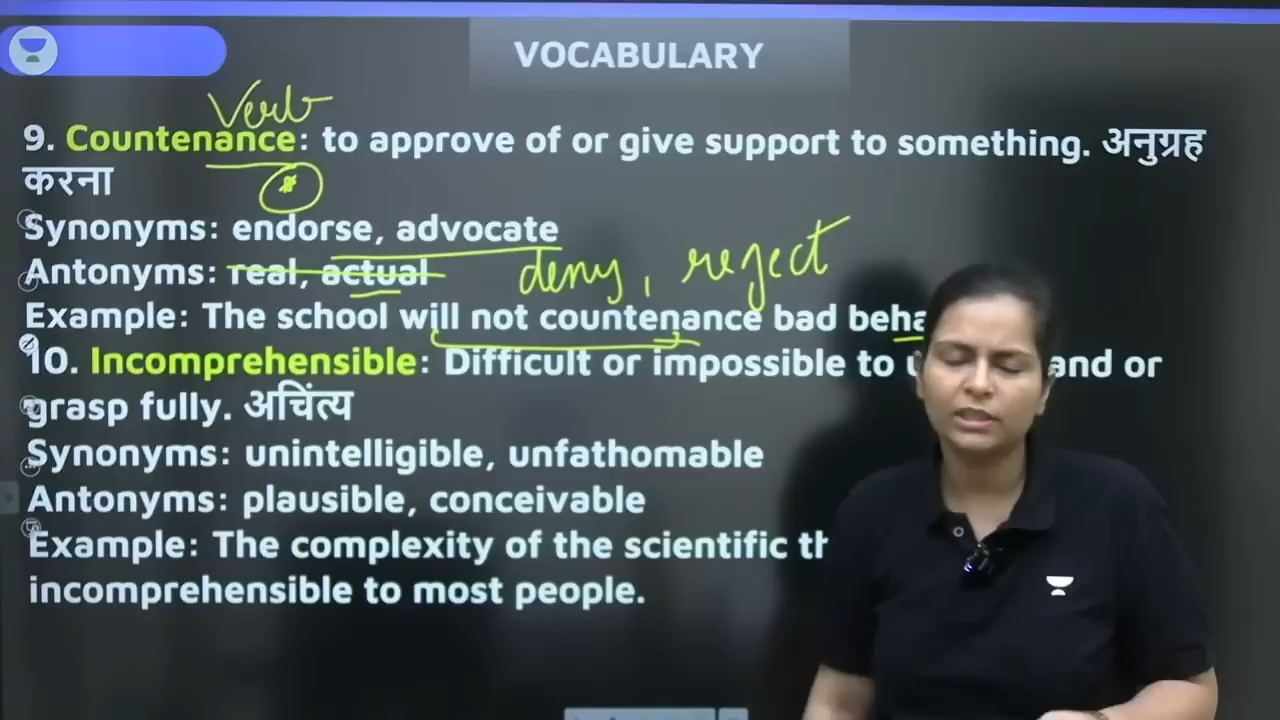 VOCABULARY
Verb
9. Countenance: to approve of or give support to something. अनुग्रह
करना
Synonyms: endorse, advocate
Antonyms: real, actual deny, reject
Example: The school will not countenance bad beha
10. Incomprehensible: Difficult or impossible to u and or
grasp fully. अचिंत्य
Synonyms: unintelligible, unfathomable
Antonyms: plausible, conceivable
Example: The complexity of the scientific th
incomprehensible to most people.